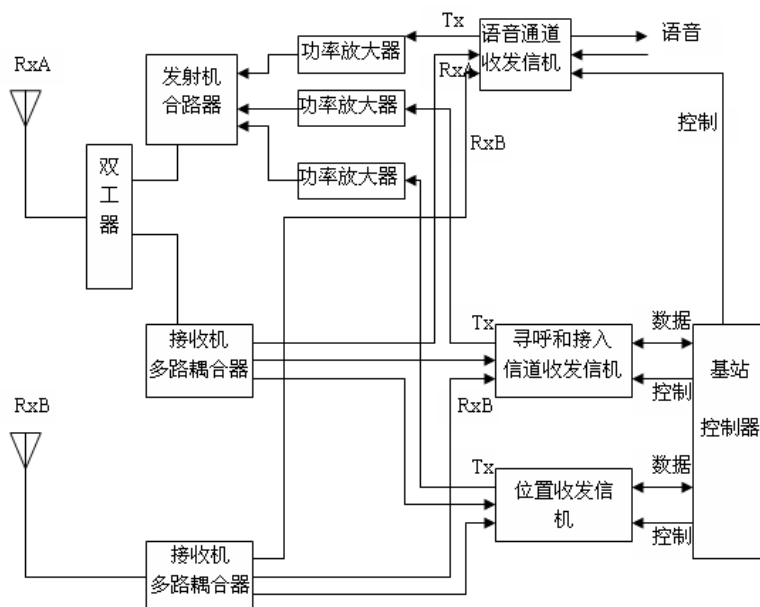 Tx
语音通道
收发信机
语音
功率放大器
RxA
RxA
发射机
合路器
功率放大器
控制
RxB
双
工
器
功率放大器
Tx
寻呼和接入
信道收发信机
数据
接收机
多路耦合器
基站
控制器
RxB
RxB
控制
Tx
位置收发信
机
数据
控制
接收机
多路耦合器